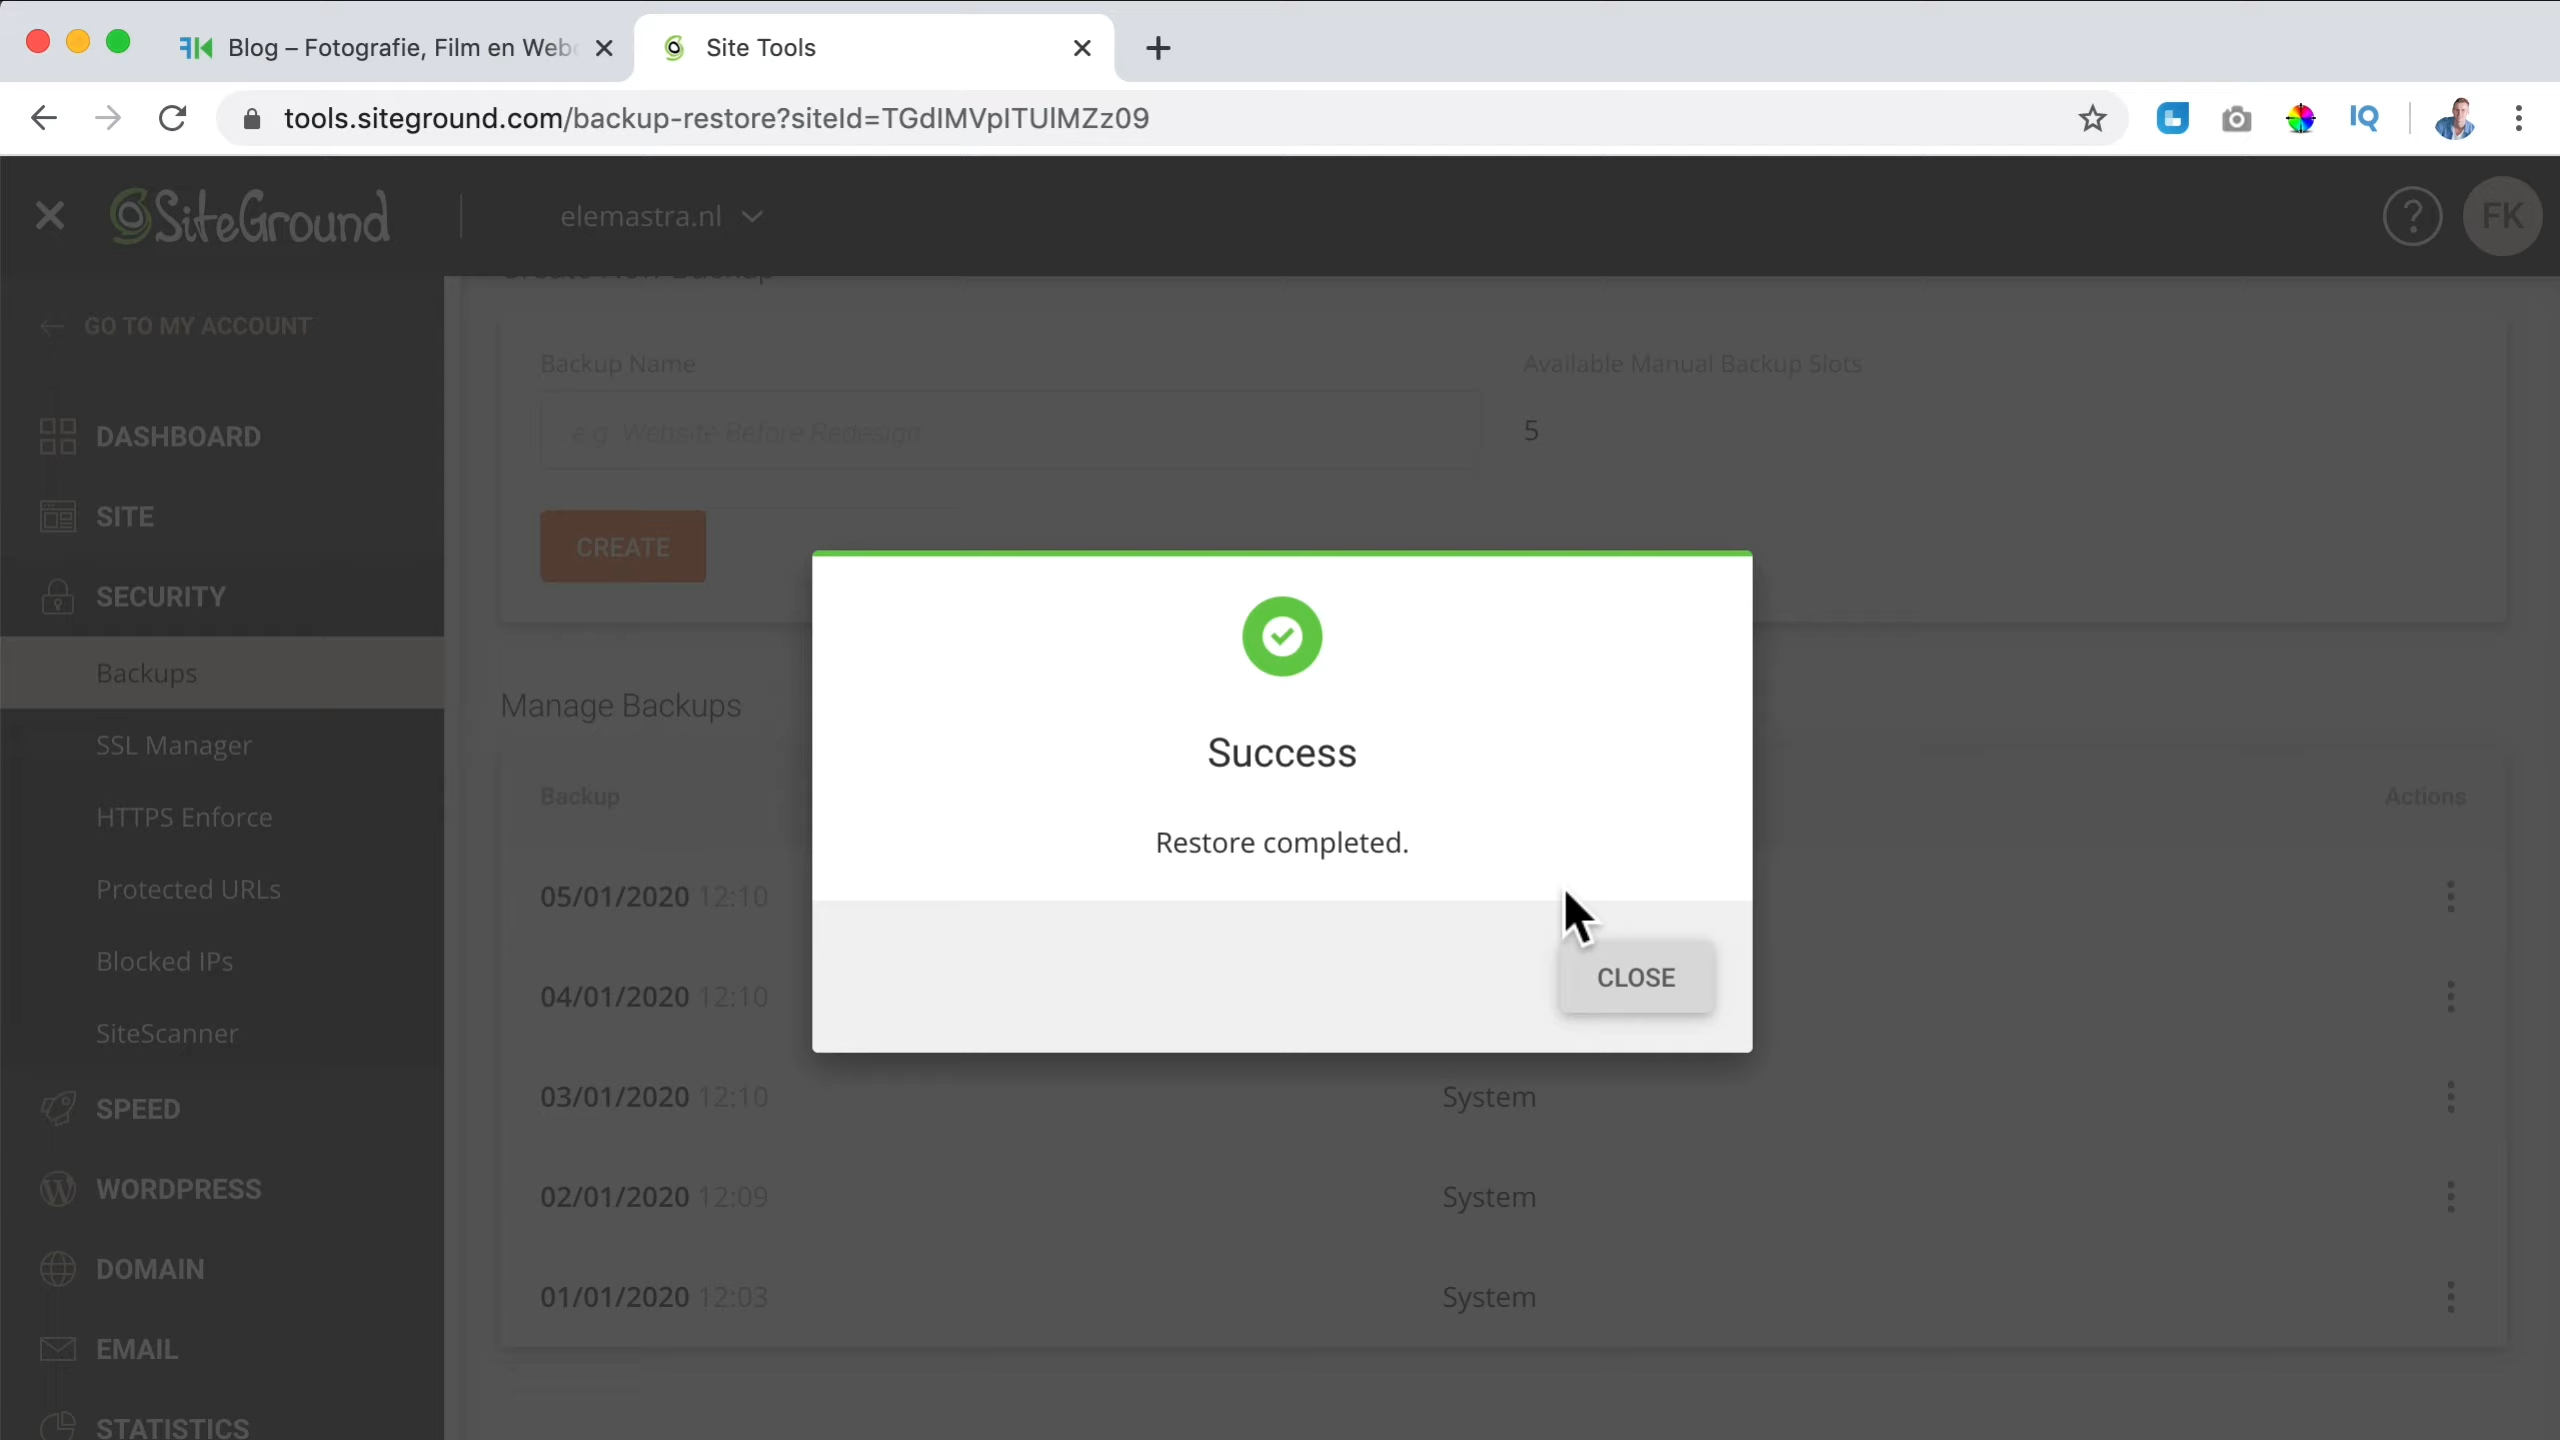 Blog – Fotografie, Film en Web
Site Tools
tools.siteground.com/backup-restore?siteId=TGdIMVpITUlMZz09
IQ
SiteGround
elemastra.nl
?
FK
GO TO MY ACCOUNT
DASHBOARD
SITE
SECURITY
Backups
SSL Manager
HTTPS Enforce
Protected URLs
Blocked IPs
SiteScanner
SPEED
WORDPRESS
DOMAIN
EMAIL
STATISTICS
Create New Backup
Backup Name
Available Manual Backup Slots
e.g. Website Before Redesign
5
CREATE
Manage Backups
Backup
Actions
05/01/2020 12:10
04/01/2020 12:10
03/01/2020 12:10 System
02/01/2020 12:09 System
01/01/2020 12:03 System
Success
Restore completed.
CLOSE